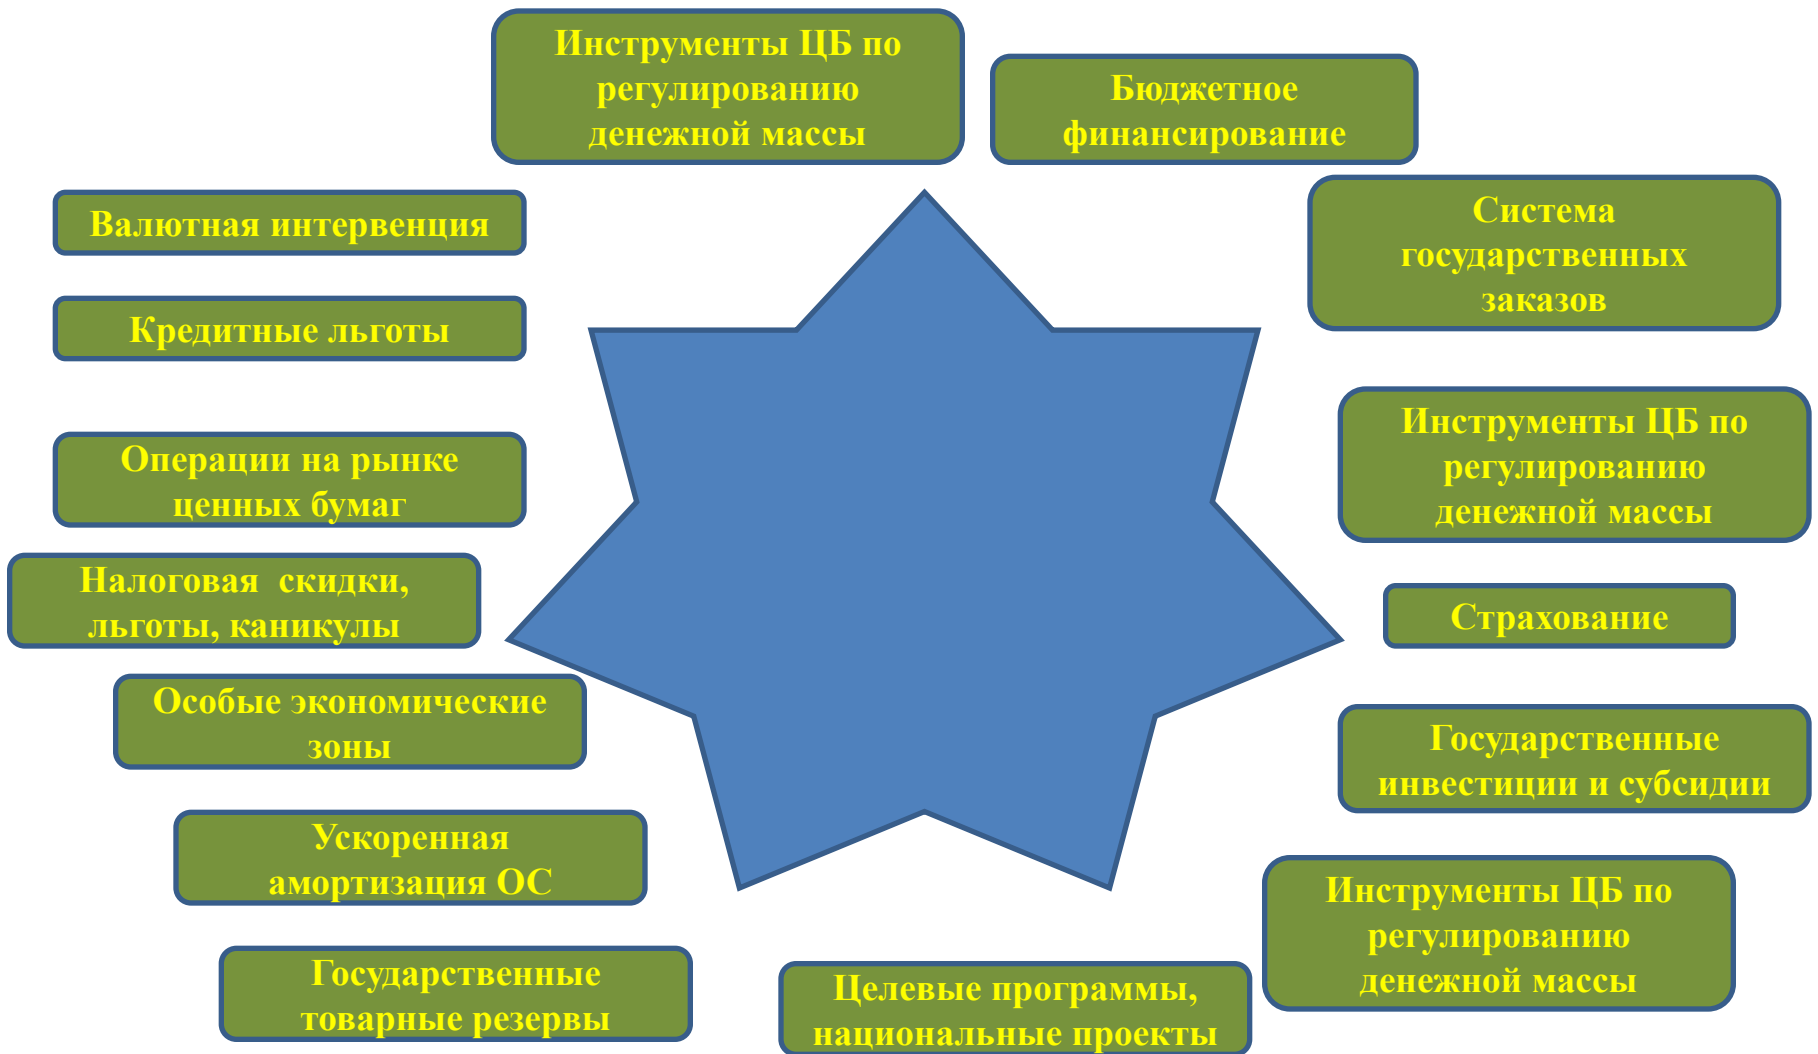 Инструменты ЦБ по
регулированию
денежной массы
Бюджетное
финансирование
Система
государственных
заказов
Валютная интервенция
Кредитные льготы
Инструменты ЦБ по
регулированию
денежной массы
Операции на рынке
ценных бумаг
Налоговая  скидки,
льготы, каникулы
Страхование
Особые экономические
зоны
Государственные
инвестиции и субсидии
Ускоренная
амортизация ОС
Инструменты ЦБ по
регулированию
денежной массы
Государственные
товарные резервы
Целевые программы,
национальные проекты